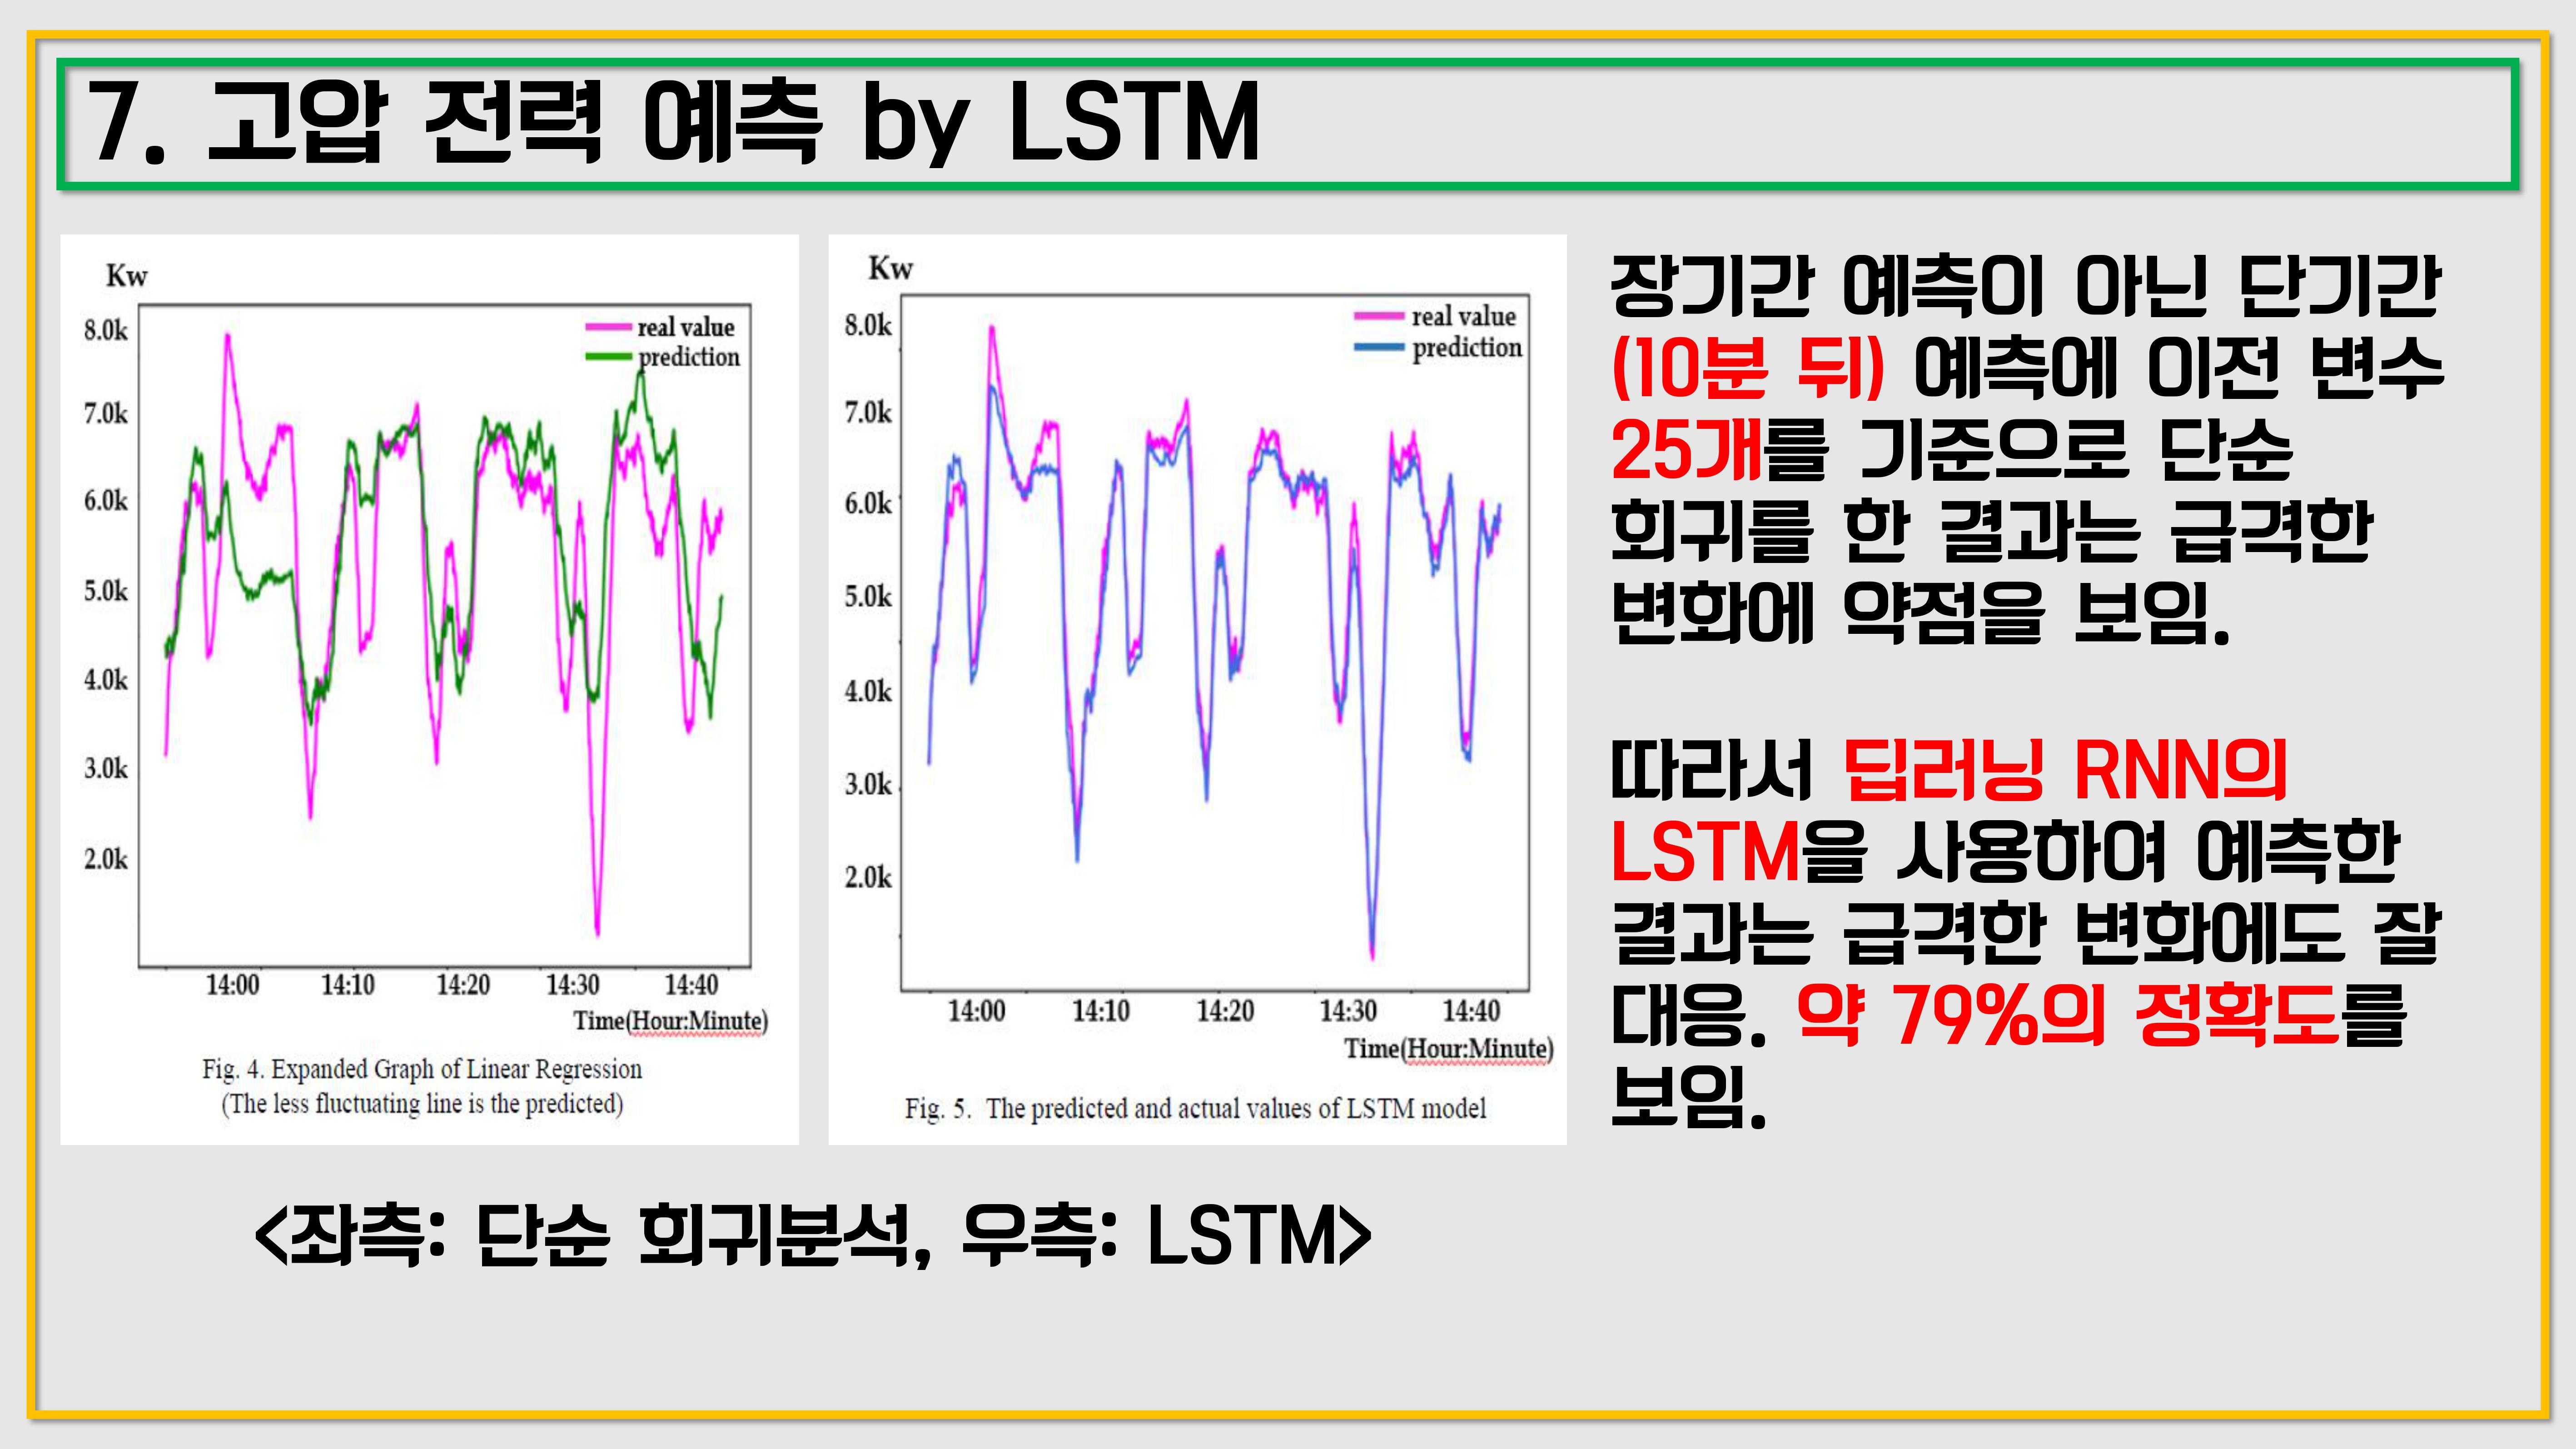 7. 고압 전력 예측 by LSTM
Kw
real value
prediction
8.0k
7.0k
6.0k
5.0k
4.0k
3.0k
2.0k
14:00 14:10 14:20 14:30 14:40
Time(Hour:Minute)
Fig. 4. Expanded Graph of Linear Regression
(The less fluctuating line is the predicted)
Kw
real value
prediction
8.0k
7.0k
6.0k
5.0k
4.0k
3.0k
2.0k
14:00 14:10 14:20 14:30 14:40
Time(Hour:Minute)
Fig. 5. The predicted and actual values of LSTM model
장기간 예측이 아닌 단기간
(10분 뒤) 예측에 이전 변수
25개를 기준으로 단순
회귀를 한 결과는 급격한
변화에 약점을 보임.
따라서 딥러닝 RNN의
LSTM을 사용하여 예측한
결과는 급격한 변화에도 잘
대응. 약 79%의 정확도를
보임.
<좌측: 단순 회귀분석, 우측: LSTM>